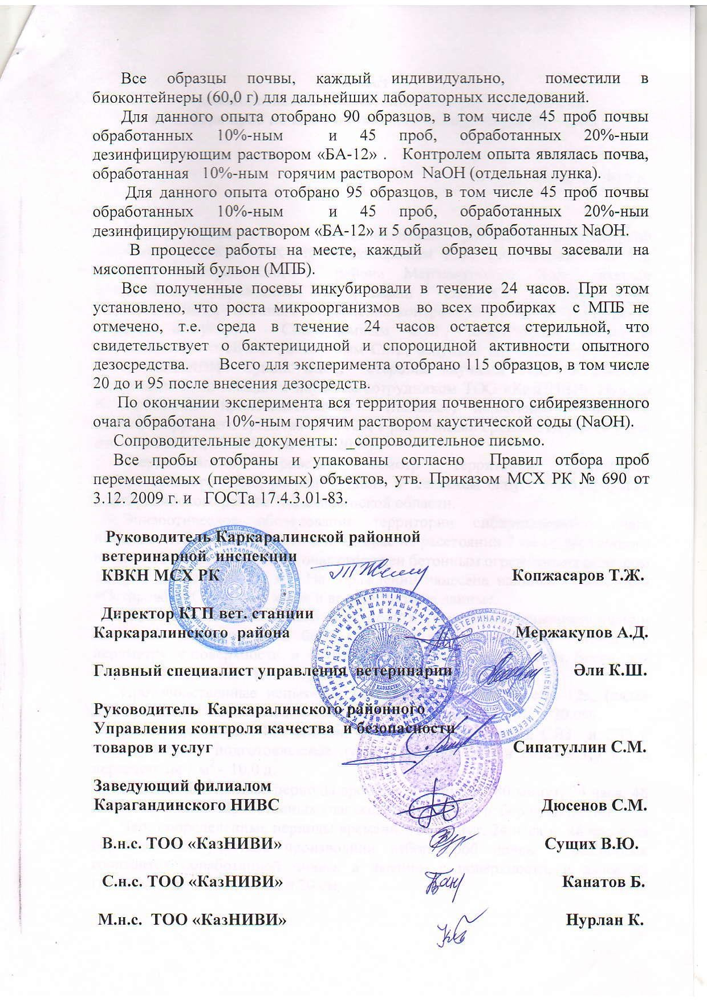 Все образцы почвы, каждый индивидуально, поместили в
биоконтейнеры (60,0 г) для дальнейших лабораторных исследований.
Для данного опыта отобрано 90 образцов, в том числе 45 проб почвы
обработанных 10%-ным и 45 проб, обработанных 20%-ныи
дезинфицирующим раствором «БА-12» . Контролем опыта являлась почва,
обработанная 10%-ным горячим раствором NaOH (отдельная лунка).
Для данного опыта отобрано 95 образцов, в том числе 45 проб почвы
обработанных 10%-ным и 45 проб, обработанных 20%-ныи
дезинфицирующим раствором «БА-12» и 5 образцов, обработанных NaOH.
В процессе работы на месте, каждый образец почвы засевали на
мясопептонный бульон (МПБ).
Все полученные посевы инкубировали в течение 24 часов. При этом
установлено, что роста микроорганизмов во всех пробирках с МПБ не
отмечено, т.е. среда в течение 24 часов остается стерильной, что
свидетельствует о бактерицидной и спороцидной активности опытного
дезосредства. Всего для эксперимента отобрано 115 образцов, в том числе
20 до и 95 после внесения дезосредств.
По окончании эксперимента вся территория почвенного сибиреязвенного
очага обработана 10%-ным горячим раствором каустической соды (NaOH).
Сопроводительные документы: _сопроводительное письмо.
Все пробы отобраны и упакованы согласно Правил отбора проб
перемещаемых (перевозимых) объектов, утв. Приказом МСХ РК № 690 от
3.12. 2009 г. и ГОСТа 17.4.3.01-83.
Руководитель Каркаралинской районной
ветеринарной инспекции
КВКН МСХ РК Копжасаров Т.Ж.
Директор КГП вет. станции
Каркаралинского района Мержакупов А.Д.
Главный специалист управления ветеринарии Әли К.Ш.
Руководитель Каркаралинского районного
Управления контроля качества и безопасности
товаров и услуг Сипатуллин С.М.
Заведующий филиалом
Карагандинского НИВС Дюсенов С.М.
В.н.с. ТОО «КазНИВИ» Сущих В.Ю.
С.н.с. ТОО «КазНИВИ» Канатов Б.
М.н.с. ТОО «КазНИВИ» Нурлан К.